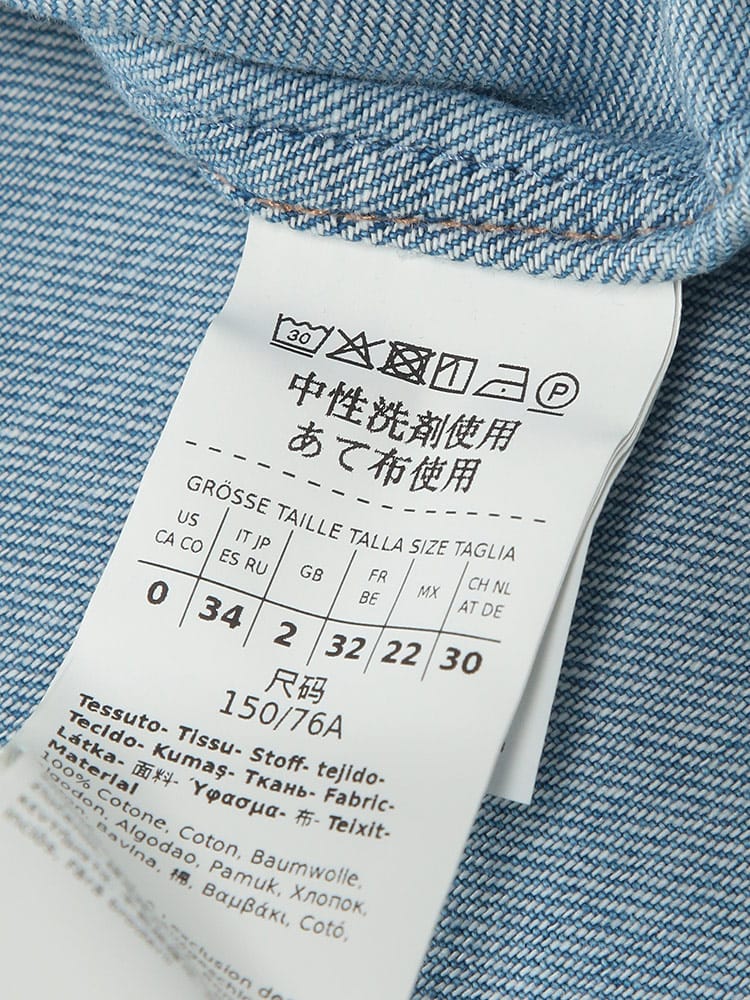 30 P
中性洗剤使用
あて布使用
GRÖSSE TAILLE TALLA SIZE TAGLIA
US CA CO
IT JP ES RU
GB
FR BE
MX
CH NL AT DE
0 34 2 32 22 30
尺码
150/76A
Tessuto- Tissu- Stoff- tejido-
Tecido- Kumaş- Ткань- Fabric-
Látka- 面料- Ύφασμα- 布- Teixit-
Material
100% Cotone, Coton, Baumwolle,
Algodao, Pamuk, Хлопок,
Bavlna, 棉, Βαμβάκι, Cotó,